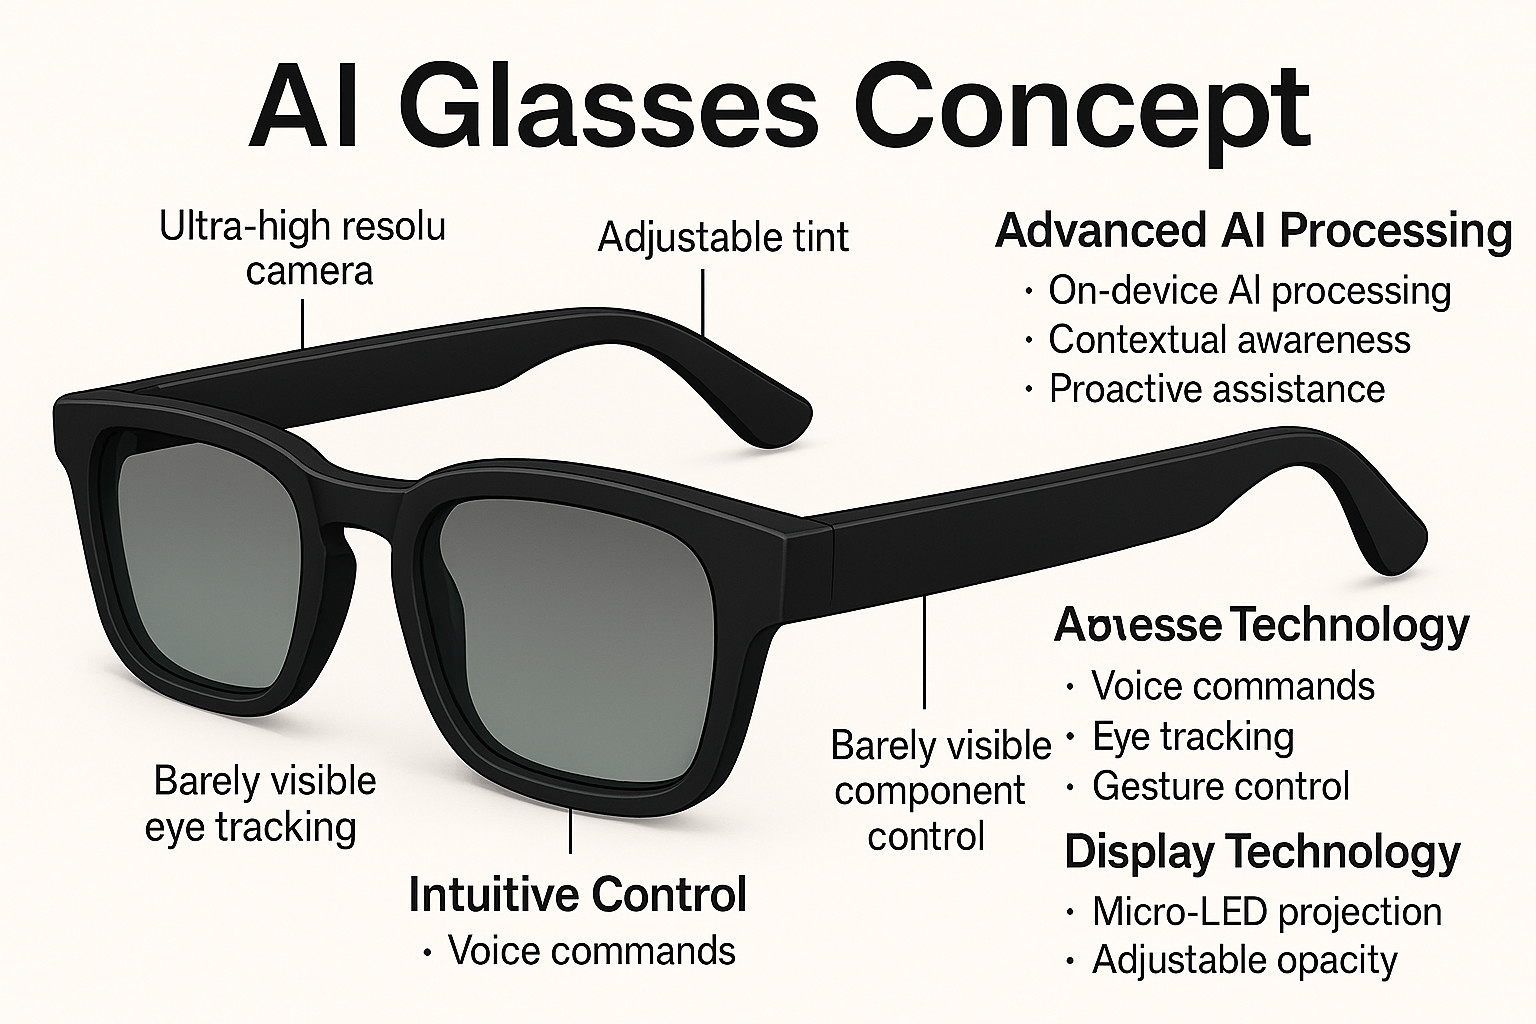 AI Glasses Concept
Ultra-high resolu
camera
Adjustable tint
Advanced AI Processing
• On-device AI processing
• Contextual awareness
• Proactive assistance
Technology
• Voice commands
• Eye tracking
• Gesture control
Barely visible
component
control
Barely visible
eye tracking
Intuitive Control
• Voice commands
Display Technology
• Micro-LED projection
• Adjustable opacity